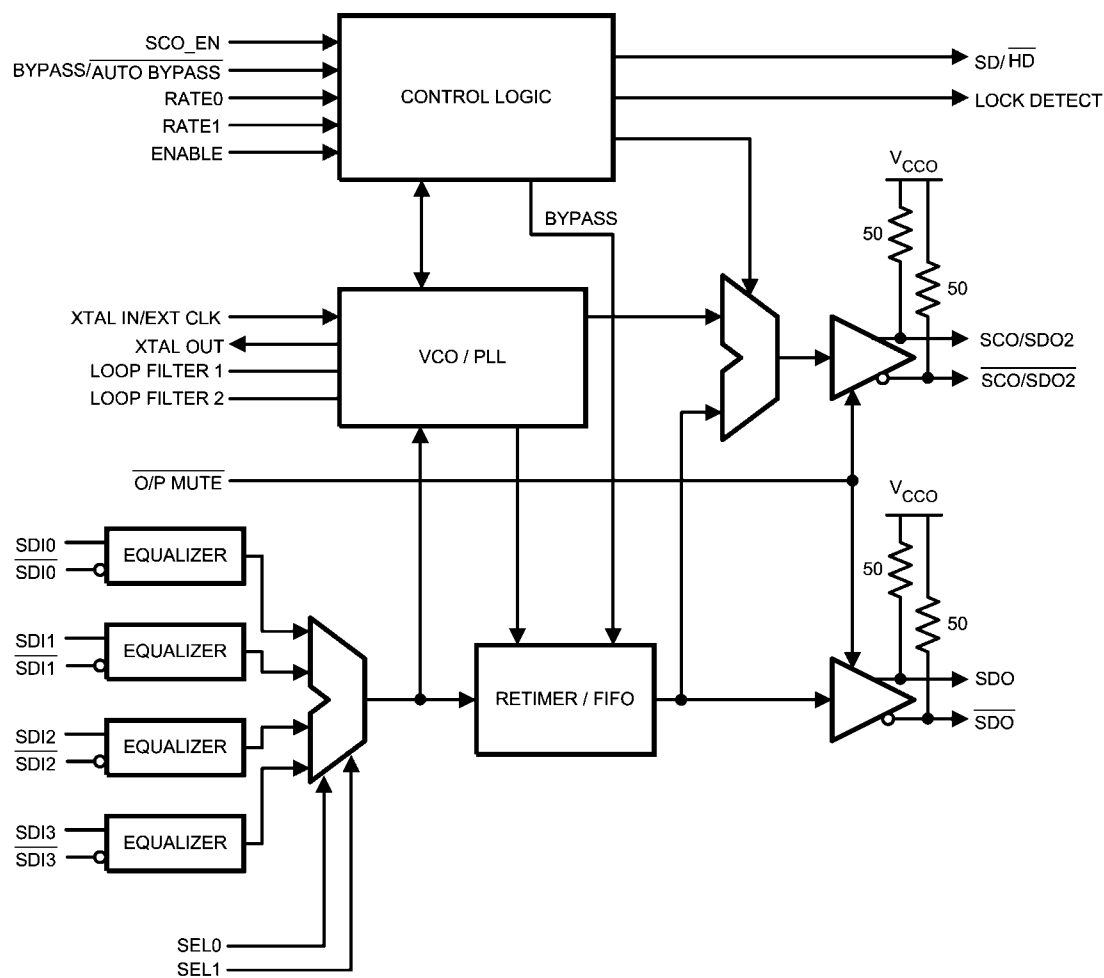 SCO_EN
BYPASS/AUTO BYPASS
RATE0
RATE1
ENABLE
CONTROL LOGIC
SD/HD
LOCK DETECT
BYPASS
VCCO
50
50
XTAL IN/EXT CLK
XTAL OUT
LOOP FILTER 1
LOOP FILTER 2
VCO / PLL
SCO/SDO2
SCO/SDO2
O/P MUTE
VCCO
50
50
SDI0
SDI0
EQUALIZER
SDI1
SDI1
EQUALIZER
SDI2
SDI2
EQUALIZER
SDI3
SDI3
EQUALIZER
RETIMER / FIFO
SDO
SDO
SEL0
SEL1